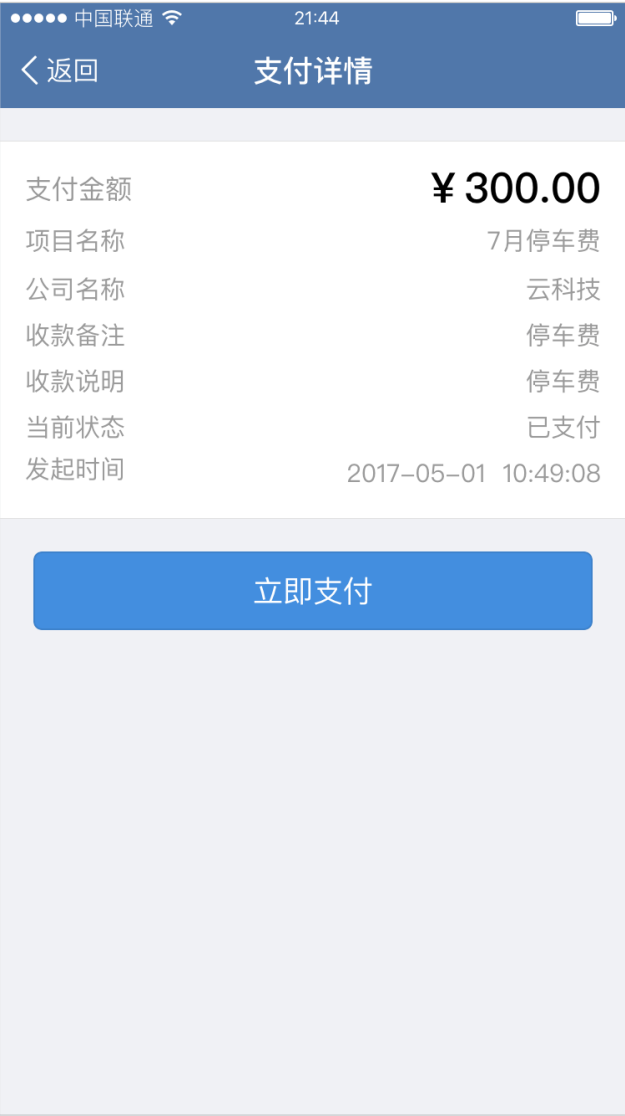 中国联通 21:44
返回 支付详情
支付金额 ¥ 300.00
项目名称 7月停车费
公司名称 云科技
收款备注 停车费
收款说明 停车费
当前状态 已支付
发起时间 2017-05-01 10:49:08
立即支付